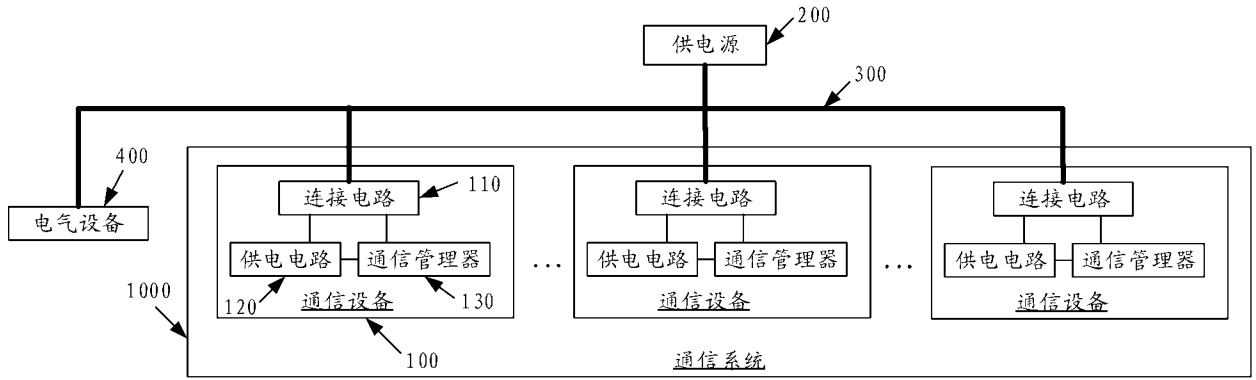 供电源
200
300
400
电气设备
连接电路
110
供电电路
通信管理器
120
130
通信设备
100
...
连接电路
供电电路
通信管理器
通信设备
...
连接电路
供电电路
通信管理器
通信设备
1000
通信系统